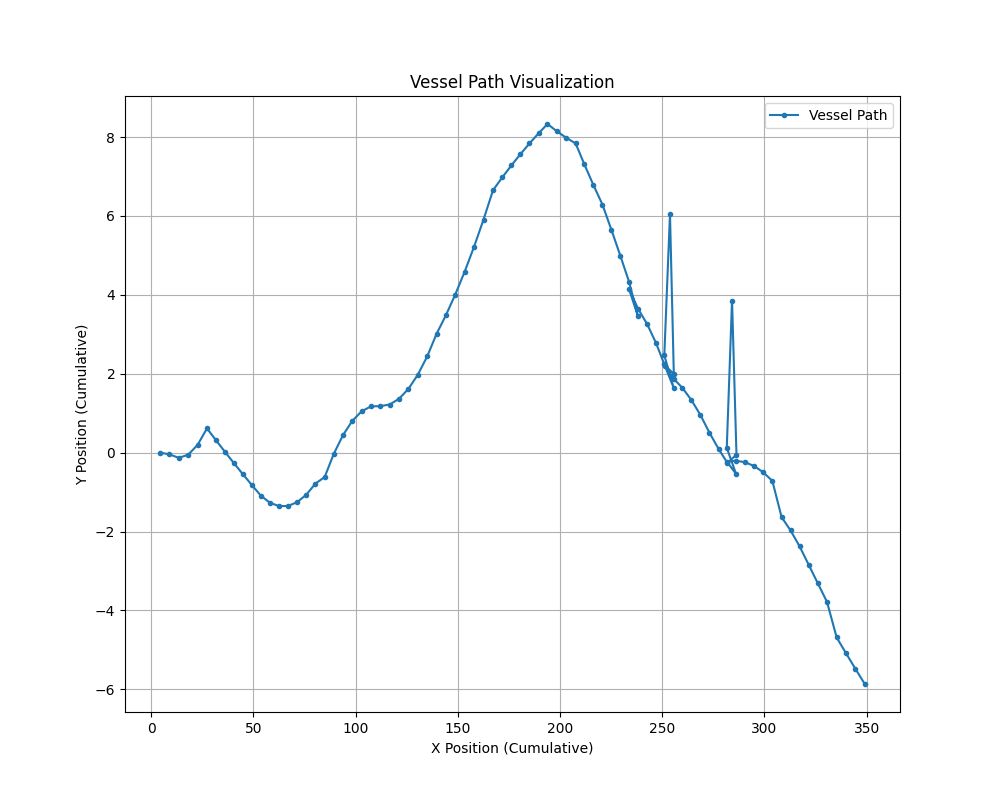 Vessel Path Visualization
Vessel Path
Y Position (Cumulative)
8
6
4
2
0
−2
−4
−6
0 50 100 150 200 250 300 350
X Position (Cumulative)